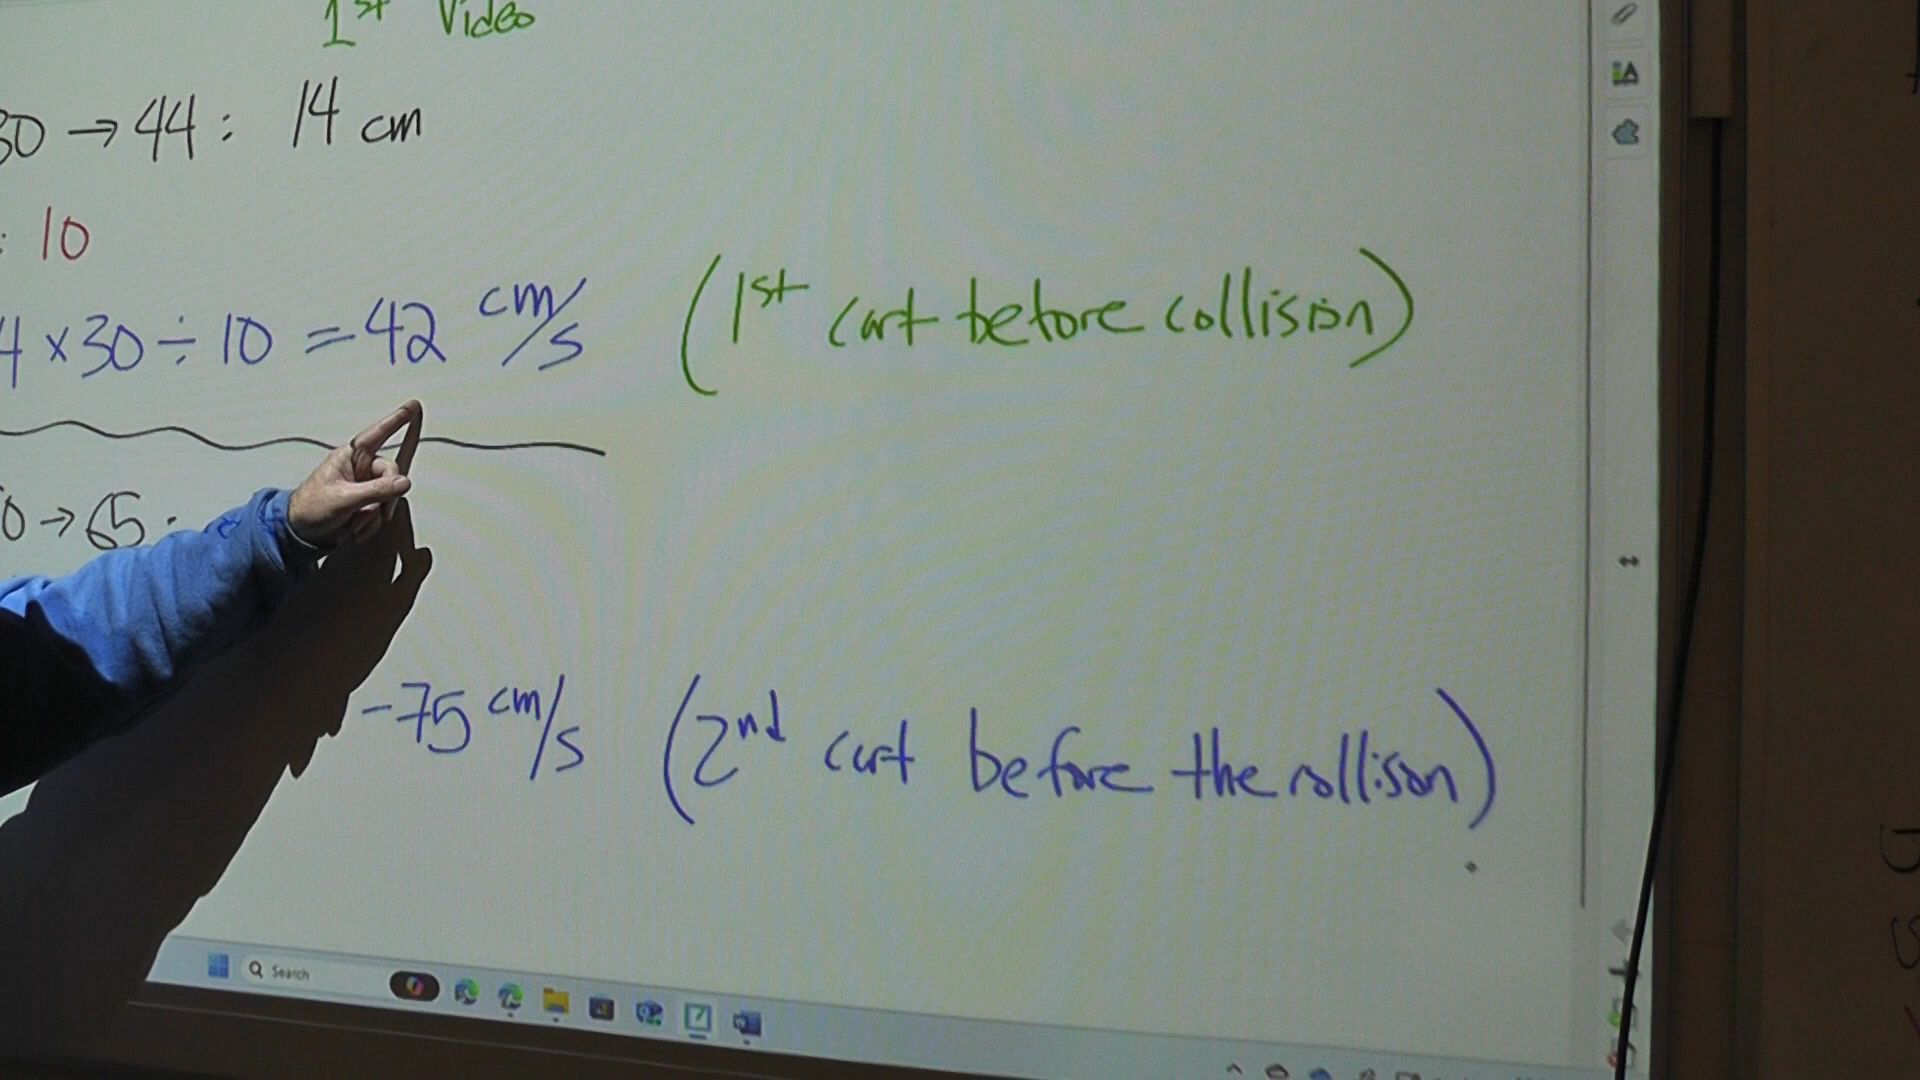 1st Video
30 → 44 : 14 cm
: 10
4 × 30 ÷ 10 = 42 cm/s (1st cart before collision)
0 → 65 :
-75 cm/s (2nd cart before the collison)
Search